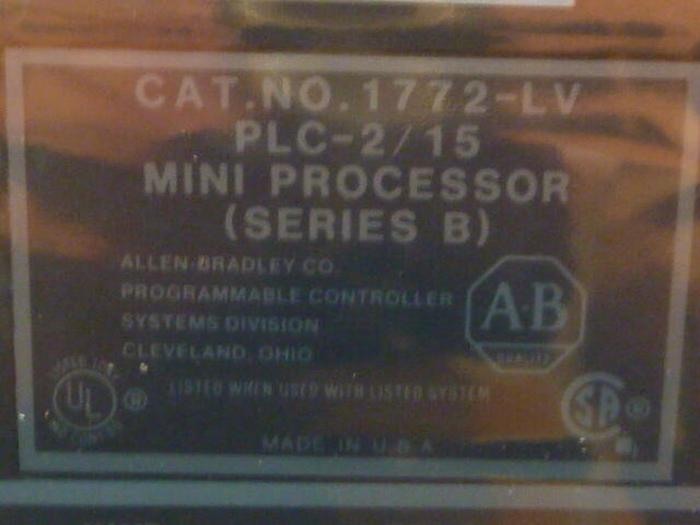 CAT.NO.1772-LV
PLC-2/15
MINI PROCESSOR
(SERIES B)
ALLEN-BRADLEY CO.
PROGRAMMABLE CONTROLLER
SYSTEMS DIVISION
CLEVELAND, OHIO
A·B
QUALITY
UL ®
LISTED WHEN USED WITH LISTED SYSTEM
SA ®
MADE IN U.S.A